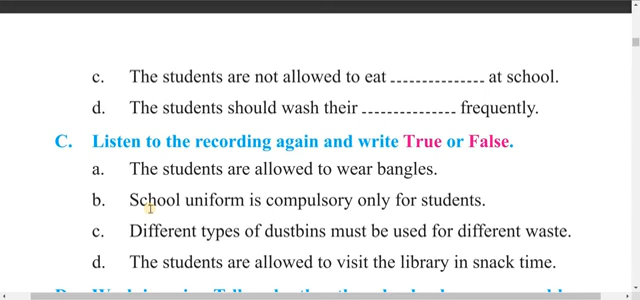 c. The students are not allowed to eat --------------- at school.
d. The students should wash their --------------- frequently.
C. Listen to the recording again and write True or False.
a. The students are allowed to wear bangles.
b. School uniform is compulsory only for students.
c. Different types of dustbins must be used for different waste.
d. The students are allowed to visit the library in snack time.